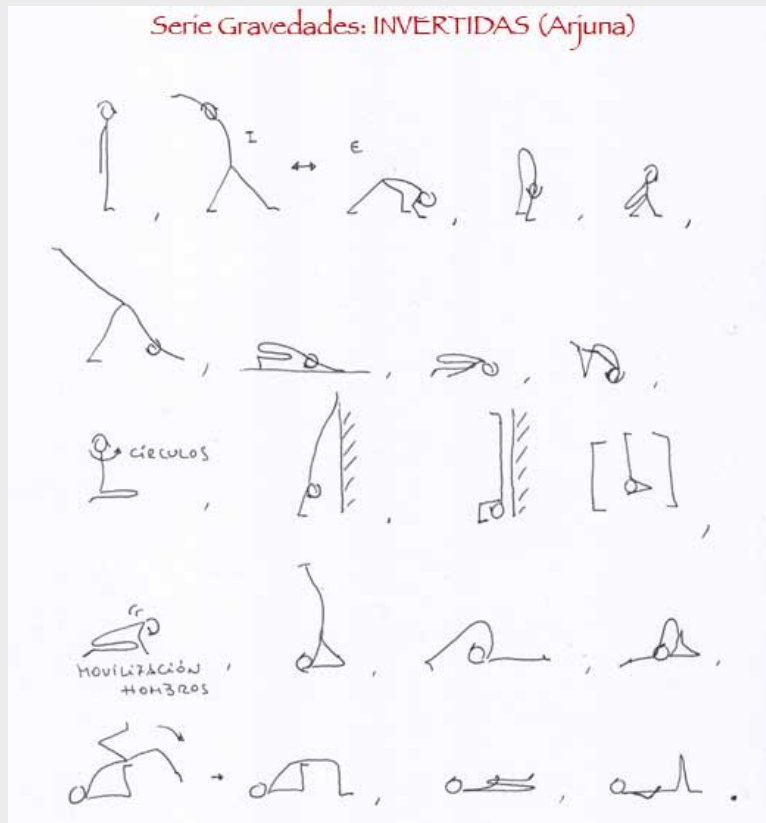 Serie Gravedades: INVERTIDAS (Arjuna)
I
E
CÍRCULOS
MOVILIZACIÓN
HOMBROS